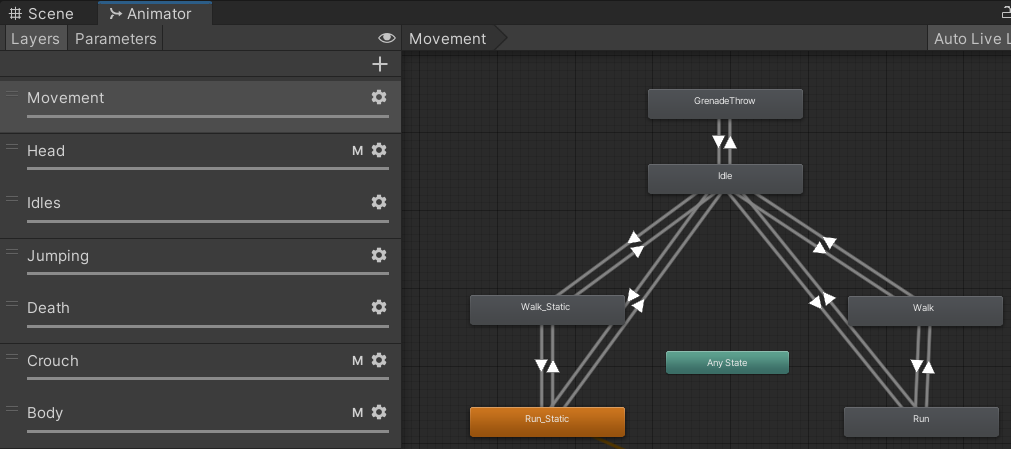 Scene
Animator
Layers
Parameters
Movement
Auto Live L
Movement
Head
M
Idles
Jumping
Death
Crouch
M
Body
M
GrenadeThrow
Idle
Walk_Static
Walk
Any State
Run_Static
Run